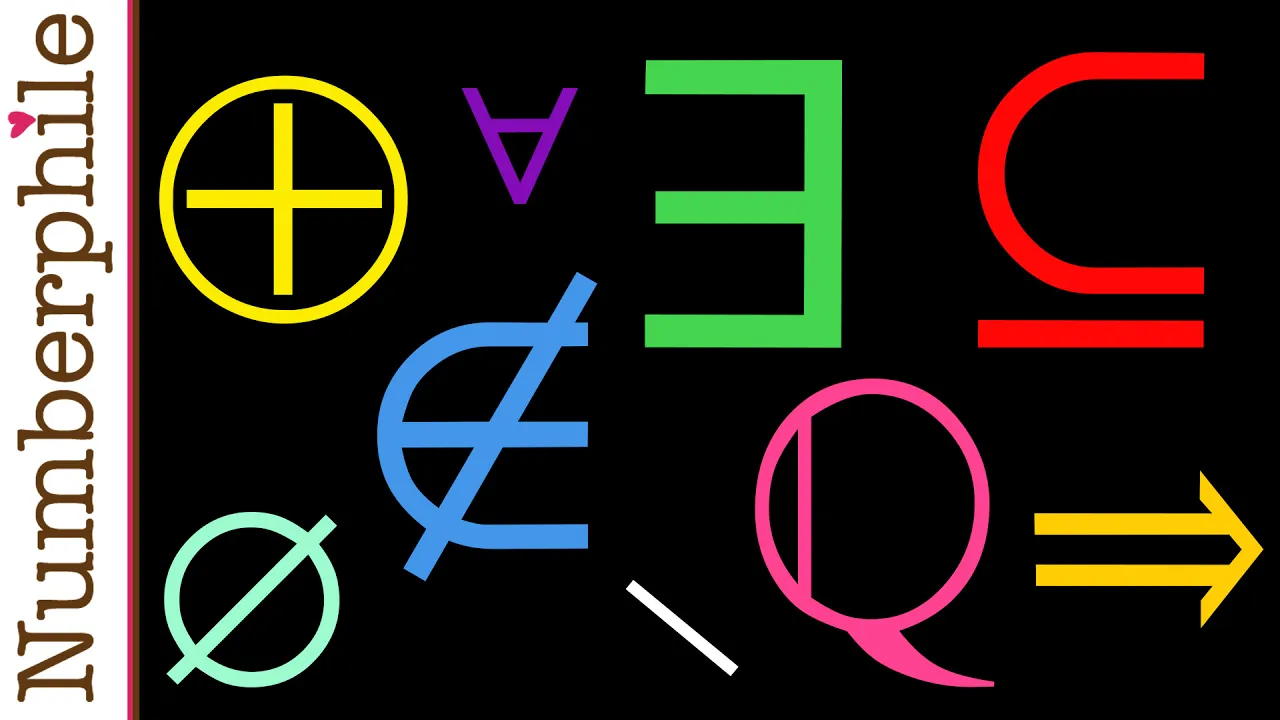 Numberphile
⊕ ∀ ∃ ⊆
∉
∅ \ ℚ ⇒